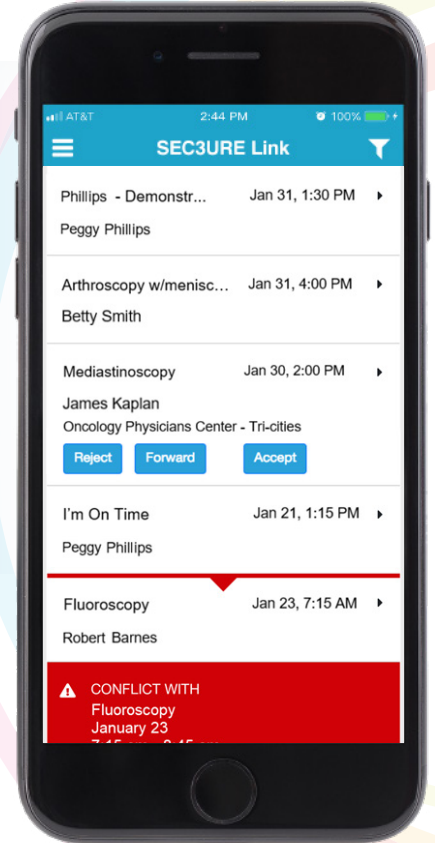 AT&T 2:44 PM 100%
SEC3URE Link
Phillips - Demonstr... Jan 31, 1:30 PM
Peggy Phillips
Arthroscopy w/menisc... Jan 31, 4:00 PM
Betty Smith
Mediastinoscopy Jan 30, 2:00 PM
James Kaplan
Oncology Physicians Center - Tri-cities
Reject Forward Accept
I'm On Time Jan 21, 1:15 PM
Peggy Phillips
Fluoroscopy Jan 23, 7:15 AM
Robert Barnes
CONFLICT WITH
Fluoroscopy
January 23